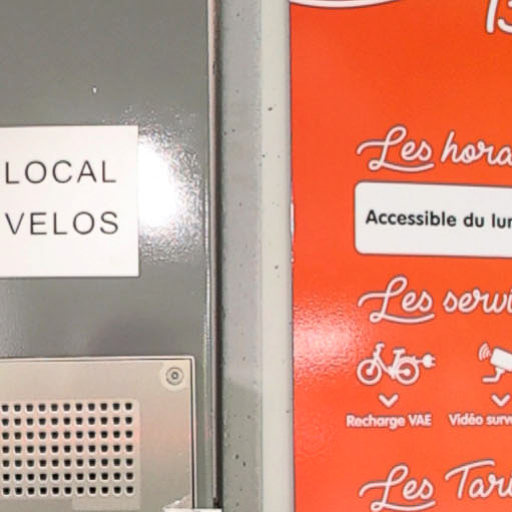 LOCAL
VELOS
Les
Accessible du
Les
Recharge VAE
Vidéo
Les